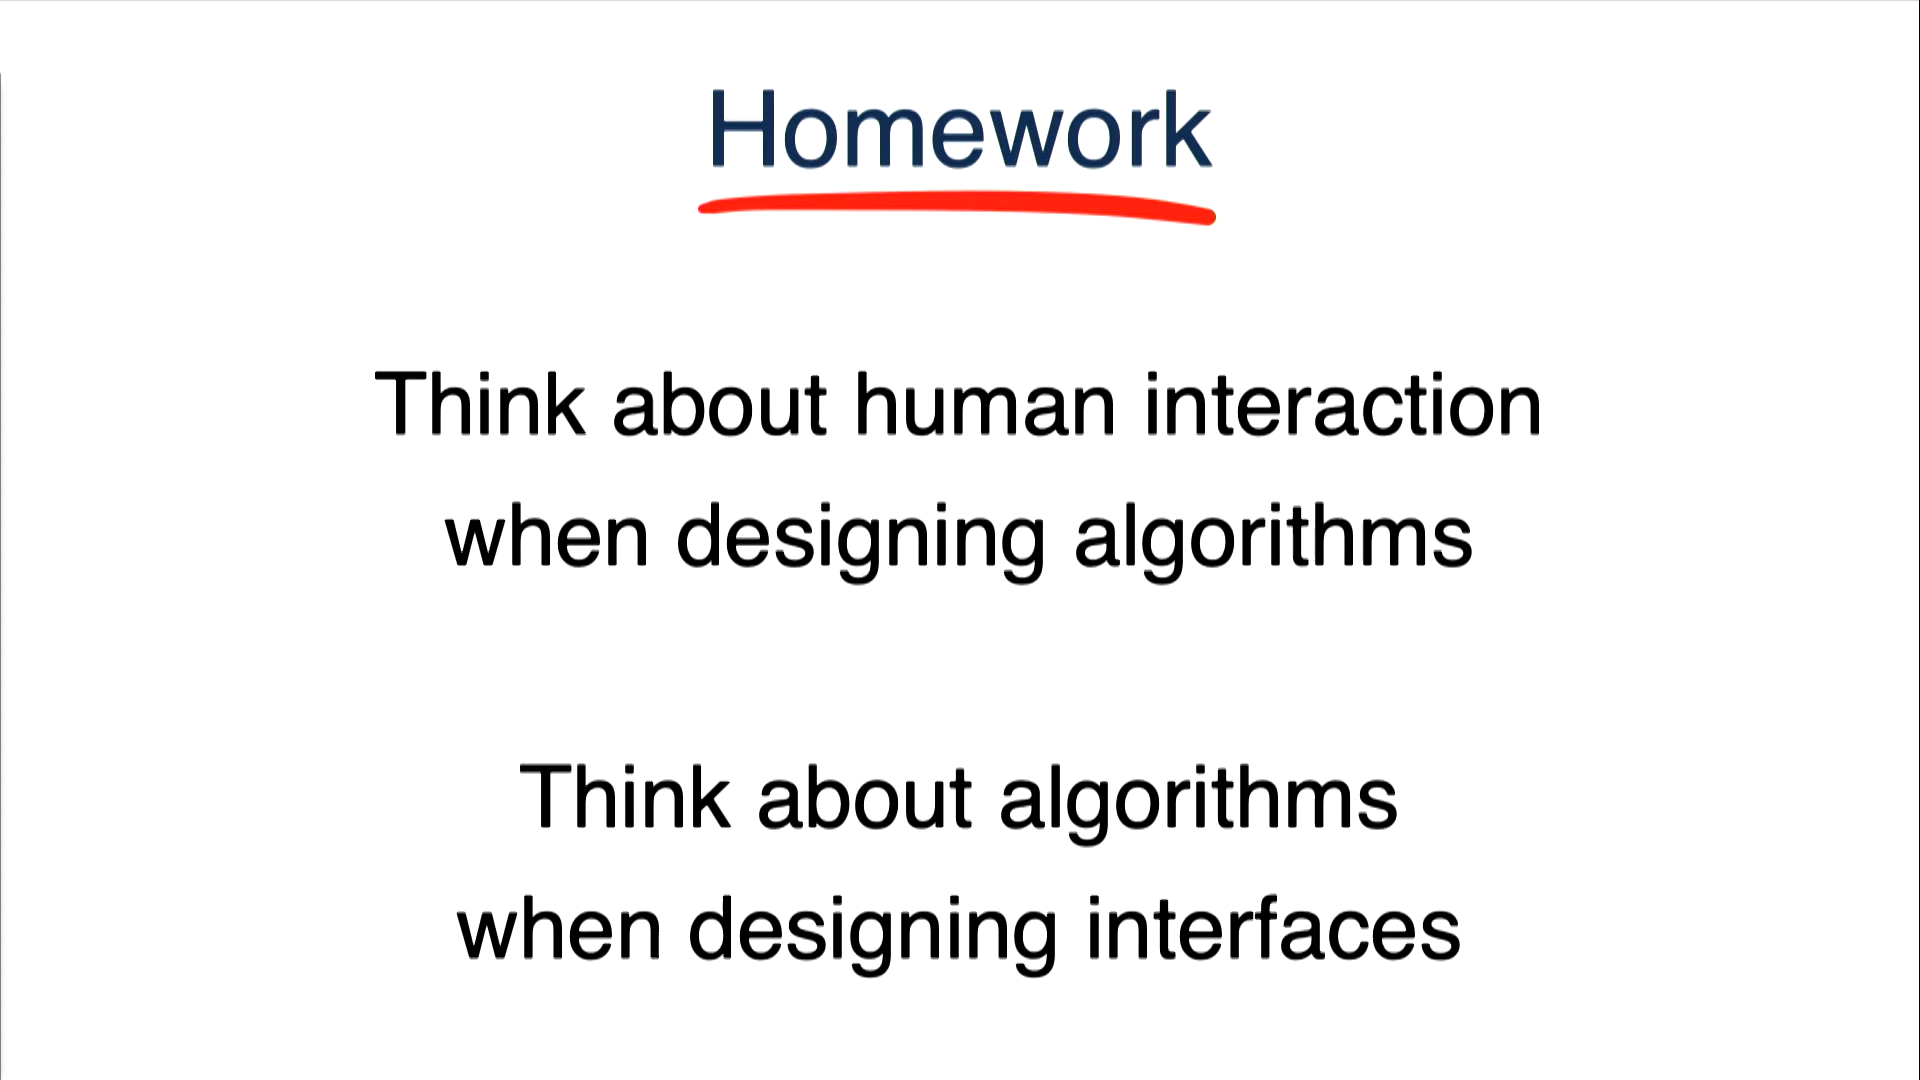 Homework
Think about human interaction
when designing algorithms
Think about algorithms
when designing interfaces